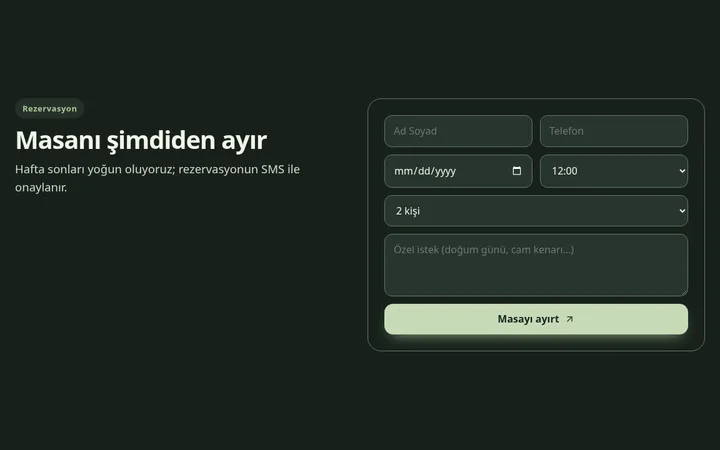 Rezervasyon
Masanı şimdiden ayır
Hafta sonları yoğun oluyoruz; rezervasyonun SMS ile
onaylanır.
Ad Soyad
Telefon
mm/dd/yyyy
12:00
2 kişi
Özel istek (doğum günü, cam kenarı...)
Masayı ayırt